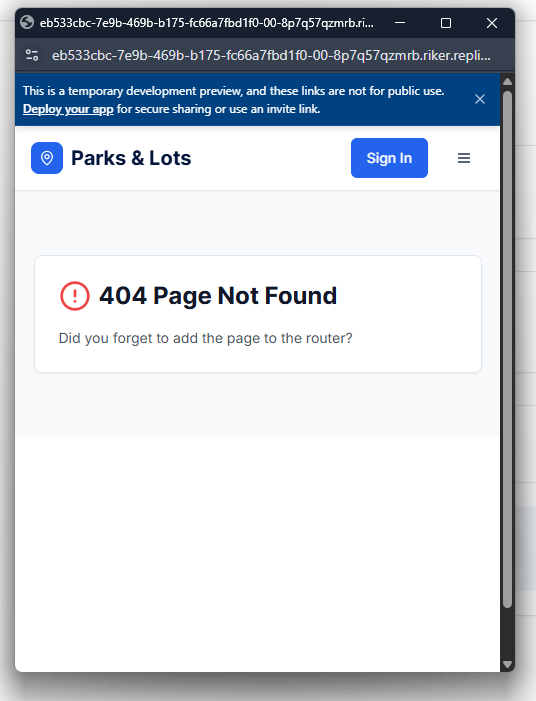 eb533cbc-7e9b-469b-b175-fc66a7fbd1f0-00-8p7q57qzmrb.ri...
eb533cbc-7e9b-469b-b175-fc66a7fbd1f0-00-8p7q57qzmrb.riker.repli...
This is a temporary development preview, and these links are not for public use.
Deploy your app for secure sharing or use an invite link.
Parks & Lots
Sign In
404 Page Not Found
Did you forget to add the page to the router?